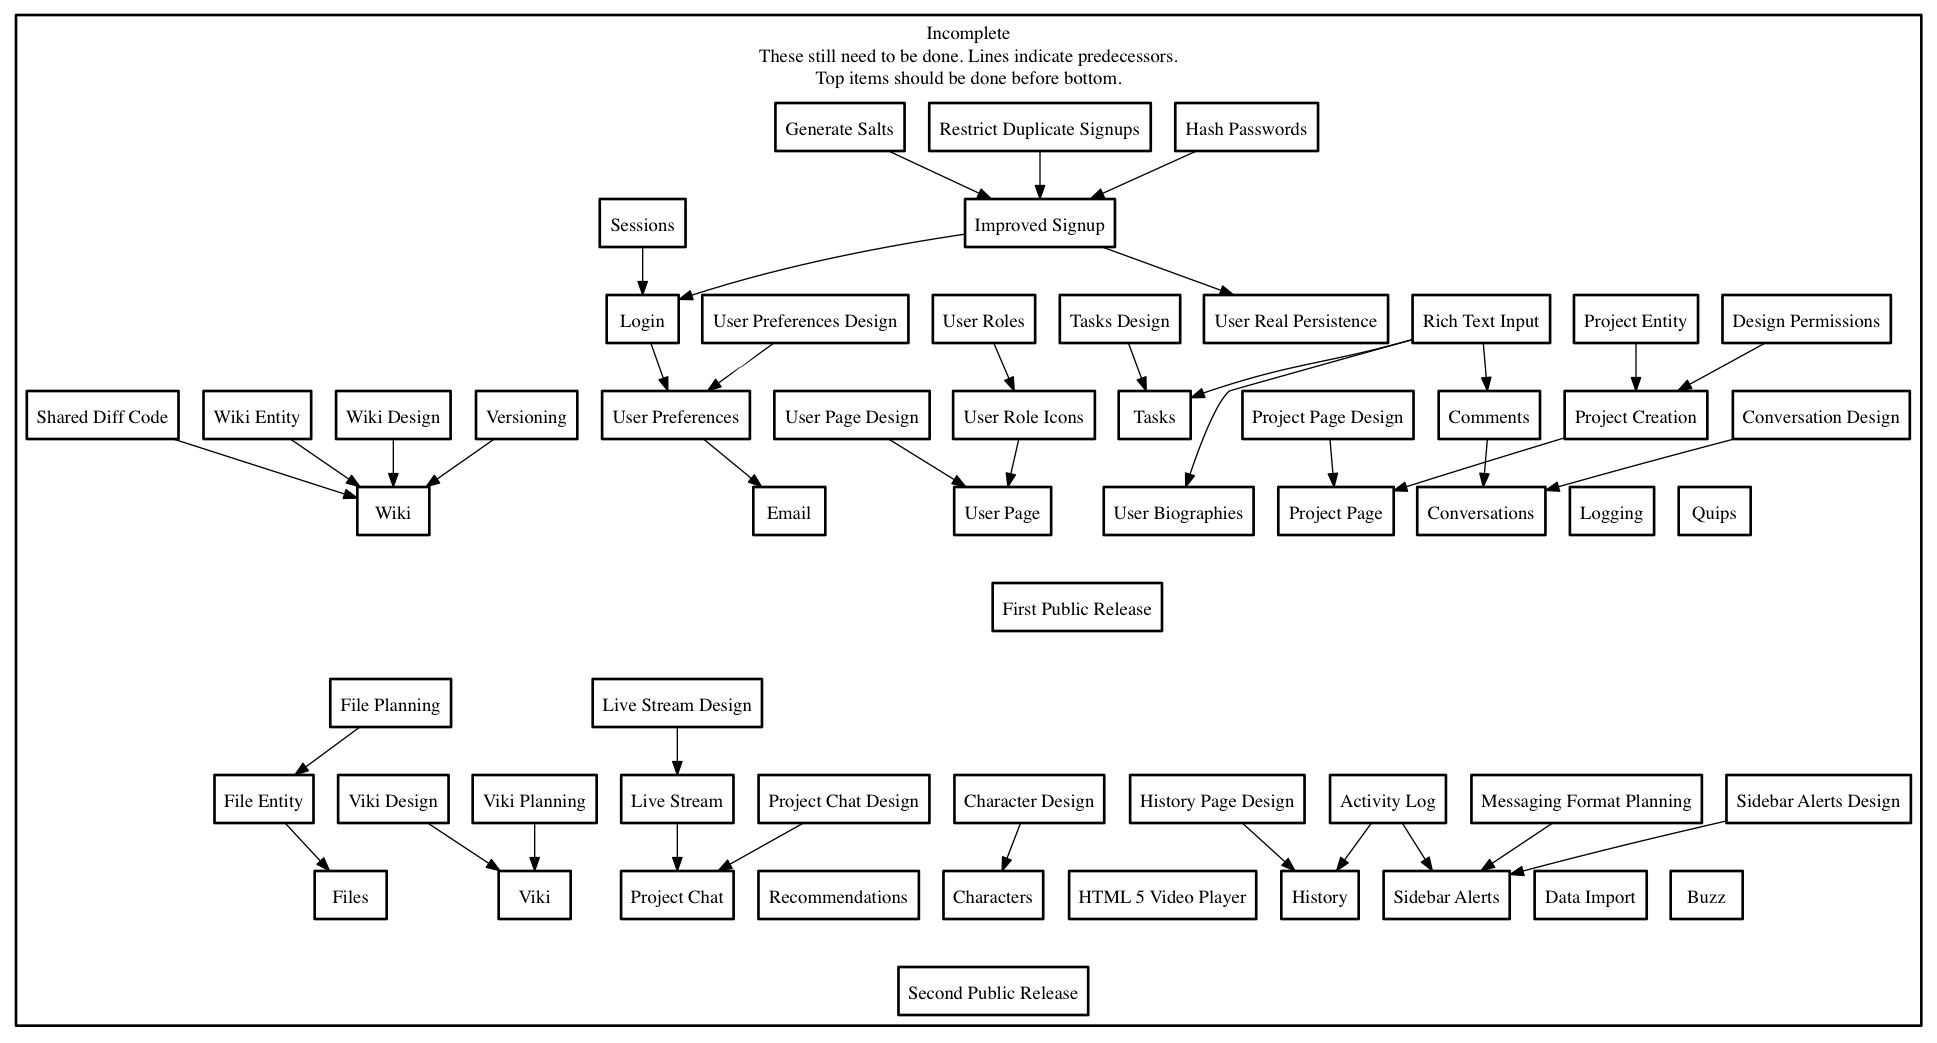 Incomplete
These still need to be done. Lines indicate predecessors.
Top items should be done before bottom.
Generate Salts
Restrict Duplicate Signups
Hash Passwords
Sessions
Improved Signup
Login
User Preferences Design
User Roles
Tasks Design
User Real Persistence
Rich Text Input
Project Entity
Design Permissions
Shared Diff Code
Wiki Entity
Wiki Design
Versioning
User Preferences
User Page Design
User Role Icons
Tasks
Project Page Design
Comments
Project Creation
Conversation Design
Wiki
Email
User Page
User Biographies
Project Page
Conversations
Logging
Quips
First Public Release
File Planning
Live Stream Design
File Entity
Viki Design
Viki Planning
Live Stream
Project Chat Design
Character Design
History Page Design
Activity Log
Messaging Format Planning
Sidebar Alerts Design
Files
Viki
Project Chat
Recommendations
Characters
HTML 5 Video Player
History
Sidebar Alerts
Data Import
Buzz
Second Public Release